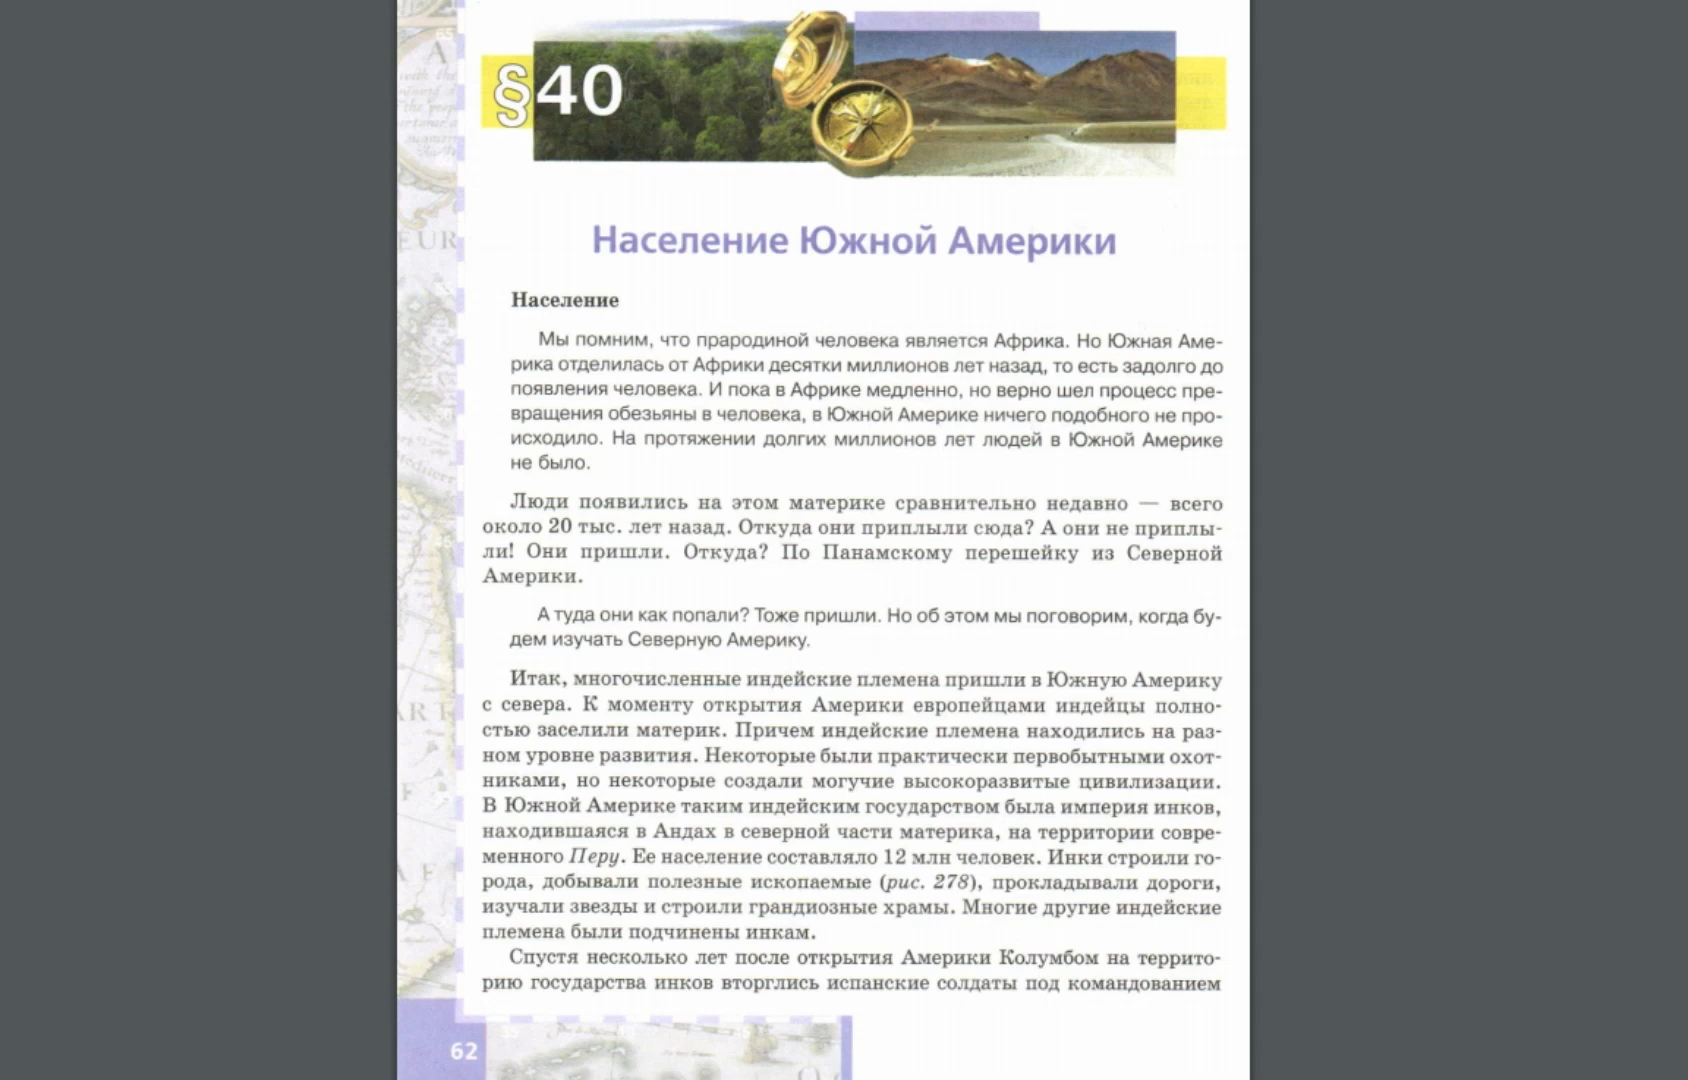 §40
Население Южной Америки
Население
Мы помним, что прародиной человека является Африка. Но Южная Аме-
рика отделилась от Африки десятки миллионов лет назад, то есть задолго до
появления человека. И пока в Африке медленно, но верно шел процесс пре-
вращения обезьяны в человека, в Южной Америке ничего подобного не про-
исходило. На протяжении долгих миллионов лет людей в Южной Америке
не было.
Люди появились на этом материке сравнительно недавно — всего
около 20 тыс. лет назад. Откуда они приплыли сюда? А они не приплы-
ли! Они пришли. Откуда? По Панамскому перешейку из Северной
Америки.
А туда они как попали? Тоже пришли. Но об этом мы поговорим, когда бу-
дем изучать Северную Америку.
Итак, многочисленные индейские племена пришли в Южную Америку
с севера. К моменту открытия Америки европейцами индейцы полно-
стью заселили материк. Причем индейские племена находились на раз-
ном уровне развития. Некоторые были практически первобытными охот-
никами, но некоторые создали могучие высокоразвитые цивилизации.
В Южной Америке таким индейским государством была империя инков,
находившаяся в Андах в северной части материка, на территории совре-
менного Перу. Ее население составляло 12 млн человек. Инки строили го-
рода, добывали полезные ископаемые (рис. 278), прокладывали дороги,
изучали звезды и строили грандиозные храмы. Многие другие индейские
племена были подчинены инкам.
Спустя несколько лет после открытия Америки Колумбом на террито-
рию государства инков вторглись испанские солдаты под командованием
62